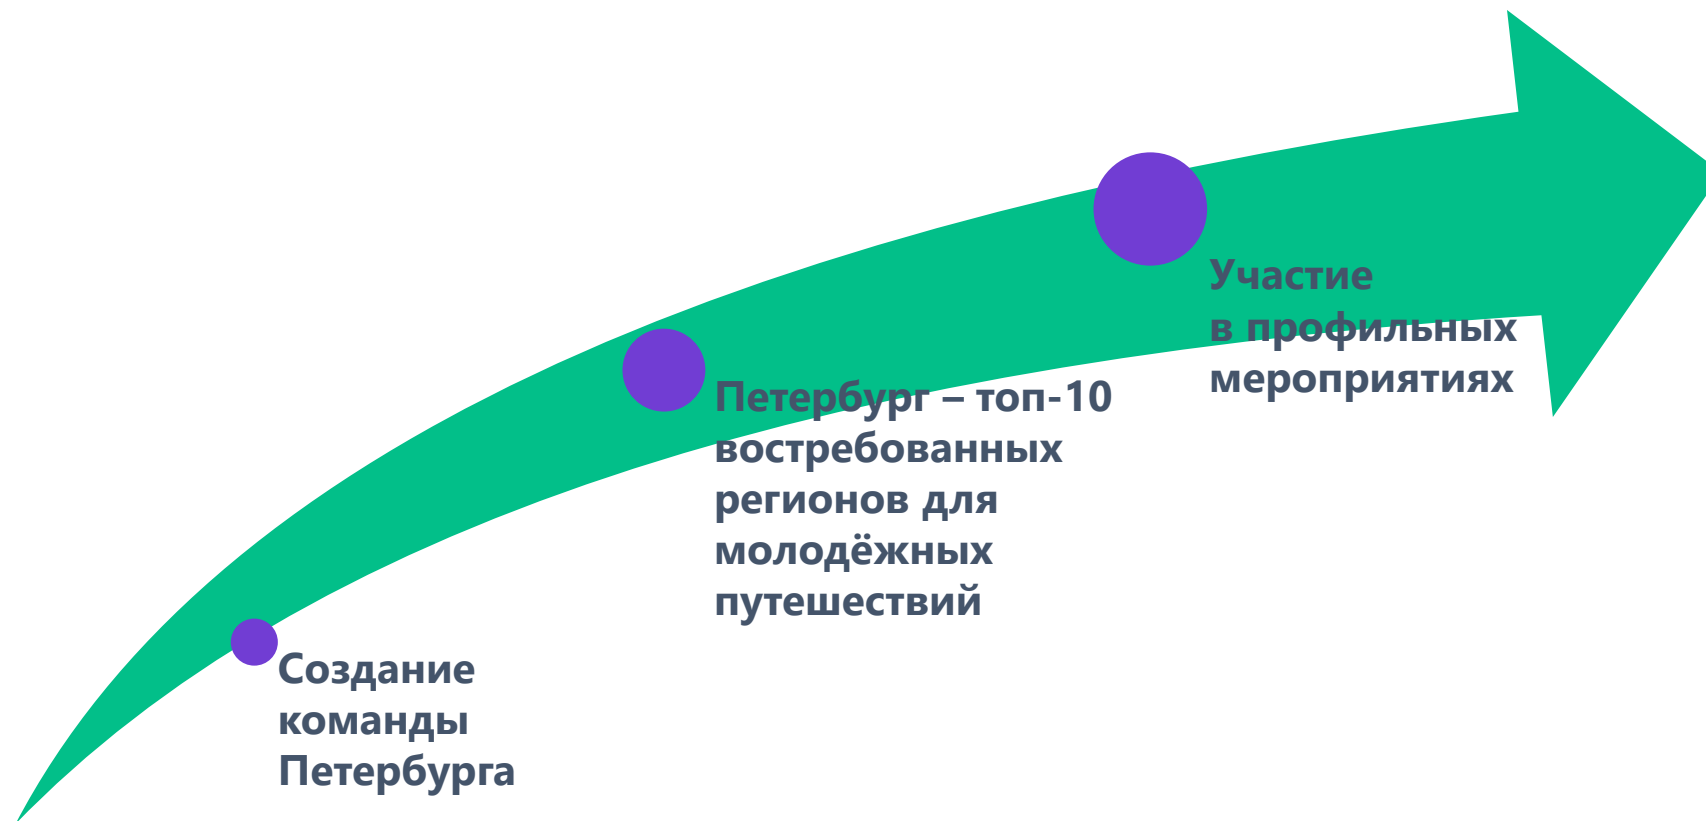 Участие
в профильных
мероприятиях
Петербург – топ-10
востребованных
регионов для
молодёжных
путешествий
Создание
команды
Петербурга